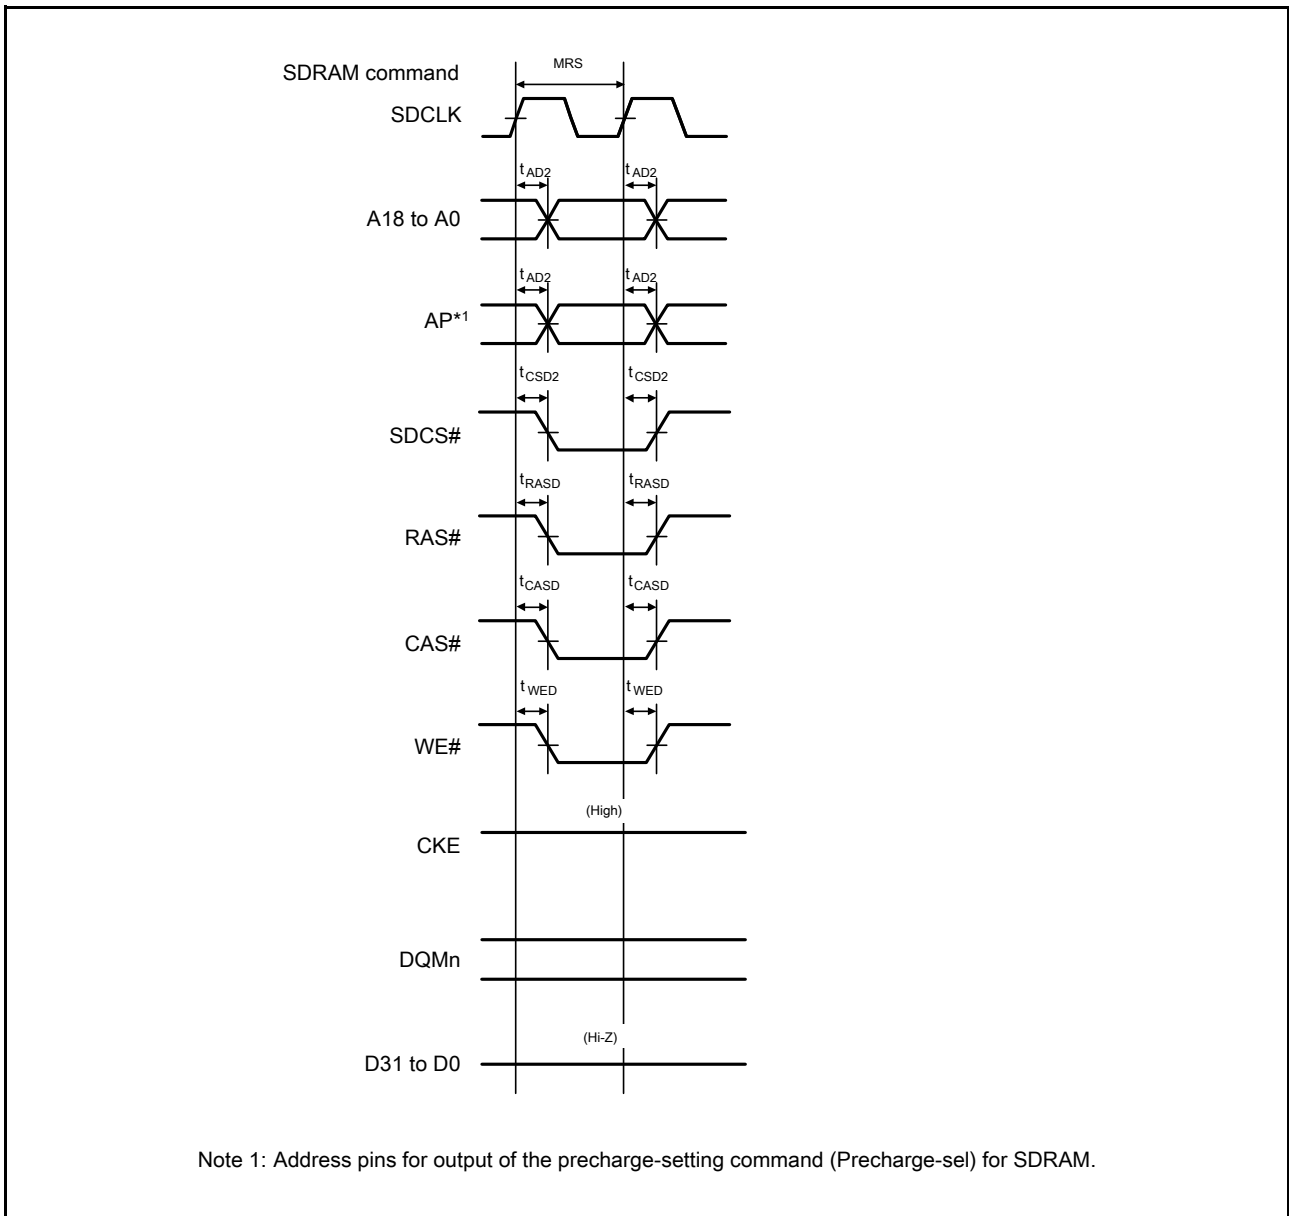 MRS
SDRAM command
SDCLK
tAD2 tAD2
A18 to A0
tAD2 tAD2
AP*1
tCSD2 tCSD2
SDCS#
tRASD tRASD
RAS#
tCASD tCASD
CAS#
tWED tWED
WE#
(High)
CKE
DQMn
(Hi-Z)
D31 to D0
Note 1: Address pins for output of the precharge-setting command (Precharge-sel) for SDRAM.